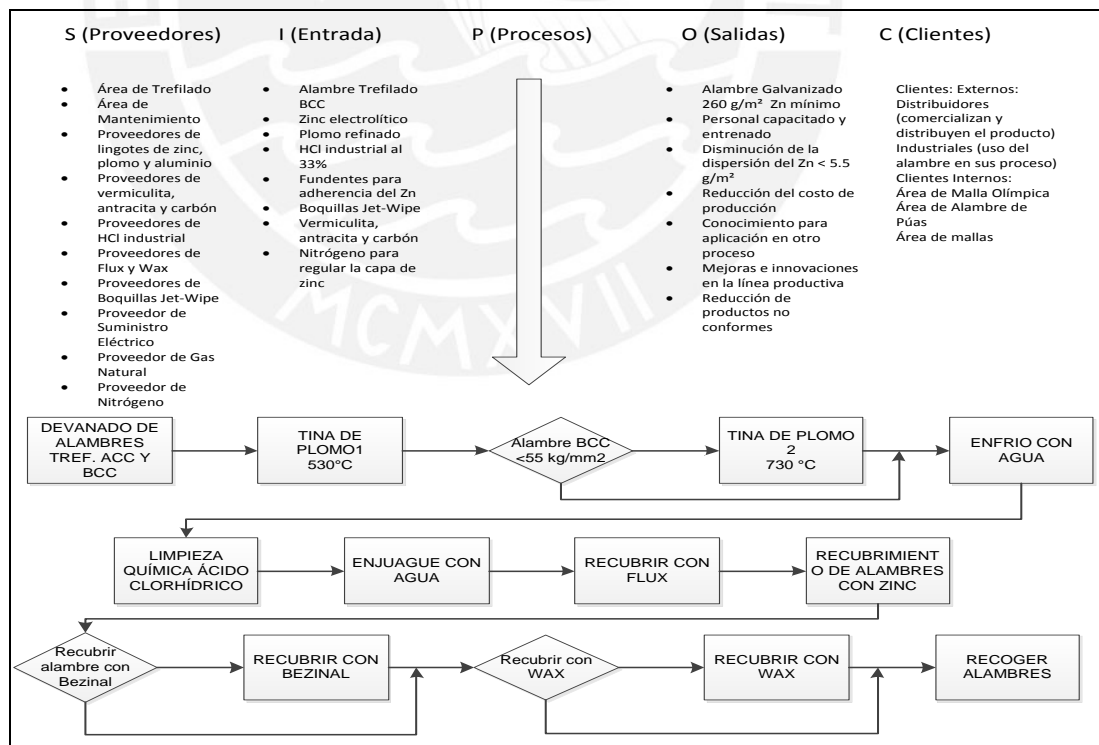 S (Proveedores)
I (Entrada)
P (Procesos)
O (Salidas)
C (Clientes)
• Área de Trefilado
• Área de
Mantenimiento
• Proveedores de
lingotes de zinc,
plomo y aluminio
• Proveedores de
vermiculita,
antracita y carbón
• Proveedores de
HCl industrial
• Proveedores de
Flux y Wax
• Proveedores de
Boquillas Jet-Wipe
• Proveedor de
Suministro
Eléctrico
• Proveedor de Gas
Natural
• Proveedor de
Nitrógeno
• Alambre Trefilado
BCC
• Zinc electrolítico
• Plomo refinado
• HCl industrial al
33%
• Fundentes para
adherencia del Zn
• Boquillas Jet-Wipe
• Vermiculita,
antracita y carbón
• Nitrógeno para
regular la capa de
zinc
• Alambre Galvanizado
260 g/m² Zn mínimo
• Personal capacitado y
entrenado
• Disminución de la
dispersión del Zn < 5.5
g/m²
• Reducción del costo de
producción
• Conocimiento para
aplicación en otro
proceso
• Mejoras e innovaciones
en la línea productiva
• Reducción de
productos no
conformes
Clientes: Externos:
Distribuidores
(comercializan y
distribuyen el producto)
Industriales (uso del
alambre en sus proceso)
Clientes Internos:
Área de Malla Olímpica
Área de Alambre de
Púas
Área de mallas
MCMXVII
DEVANADO DE
ALAMBRES
TREF. ACC Y
BCC
TINA DE
PLOMO1
530°C
Alambre BCC
<55 kg/mm2
TINA DE PLOMO
2
730 °C
ENFRIO CON
AGUA
LIMPIEZA
QUÍMICA ÁCIDO
CLORHÍDRICO
ENJUAGUE CON
AGUA
RECUBRIR CON
FLUX
RECUBRIMIENT
O DE ALAMBRES
CON ZINC
Recubrir
alambre con
Bezinal
RECUBRIR CON
BEZINAL
Recubrir con
WAX
RECUBRIR CON
WAX
RECOGER
ALAMBRES